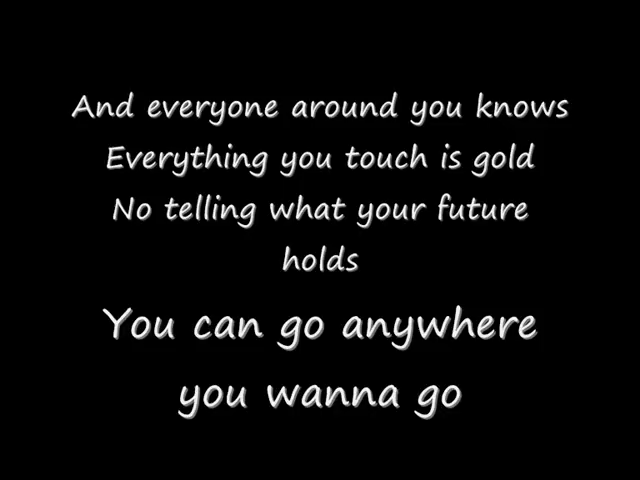 And everyone around you knows
Everything you touch is gold
No telling what your future
holds
You can go anywhere
you wanna go